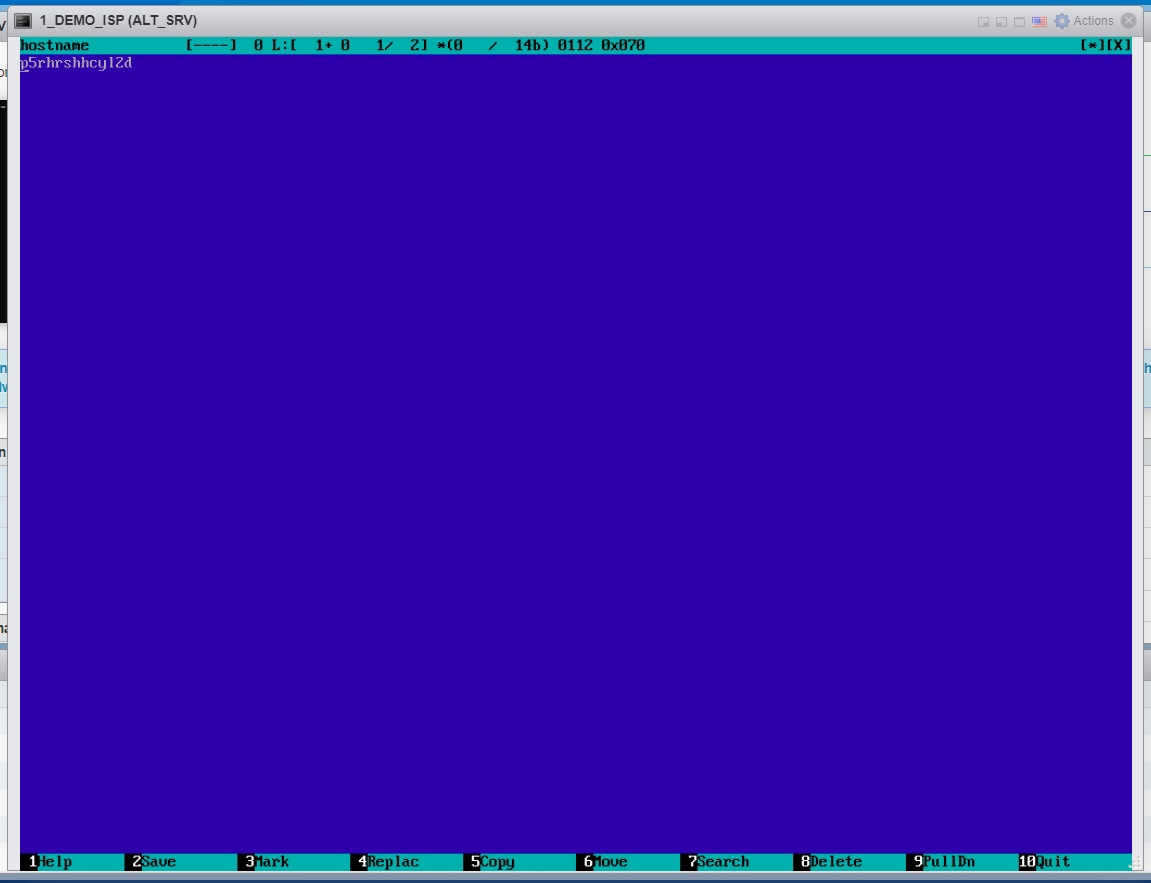 1_DEMO_ISP (ALT_SRV)
Actions
hostname [----] 0 L:[ 1+ 0 1/ 2] *(0 / 14b) 0112 0x070 [*][X]
p5rhrshhcyl2d
1Help 2Save 3Mark 4Replac 5Copy 6Move 7Search 8Delete 9PullDn 10Quit